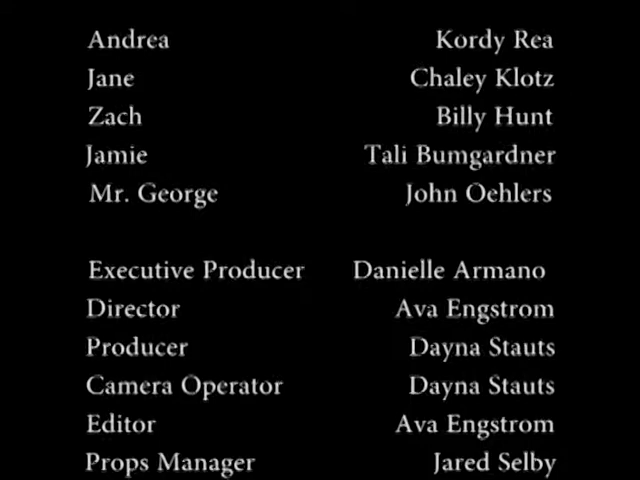 Andrea Kordy Rea
Jane Chaley Klotz
Zach Billy Hunt
Jamie Tali Bumgardner
Mr. George John Oehlers
Executive Producer Danielle Armano
Director Ava Engstrom
Producer Dayna Stauts
Camera Operator Dayna Stauts
Editor Ava Engstrom
Props Manager Jared Selby